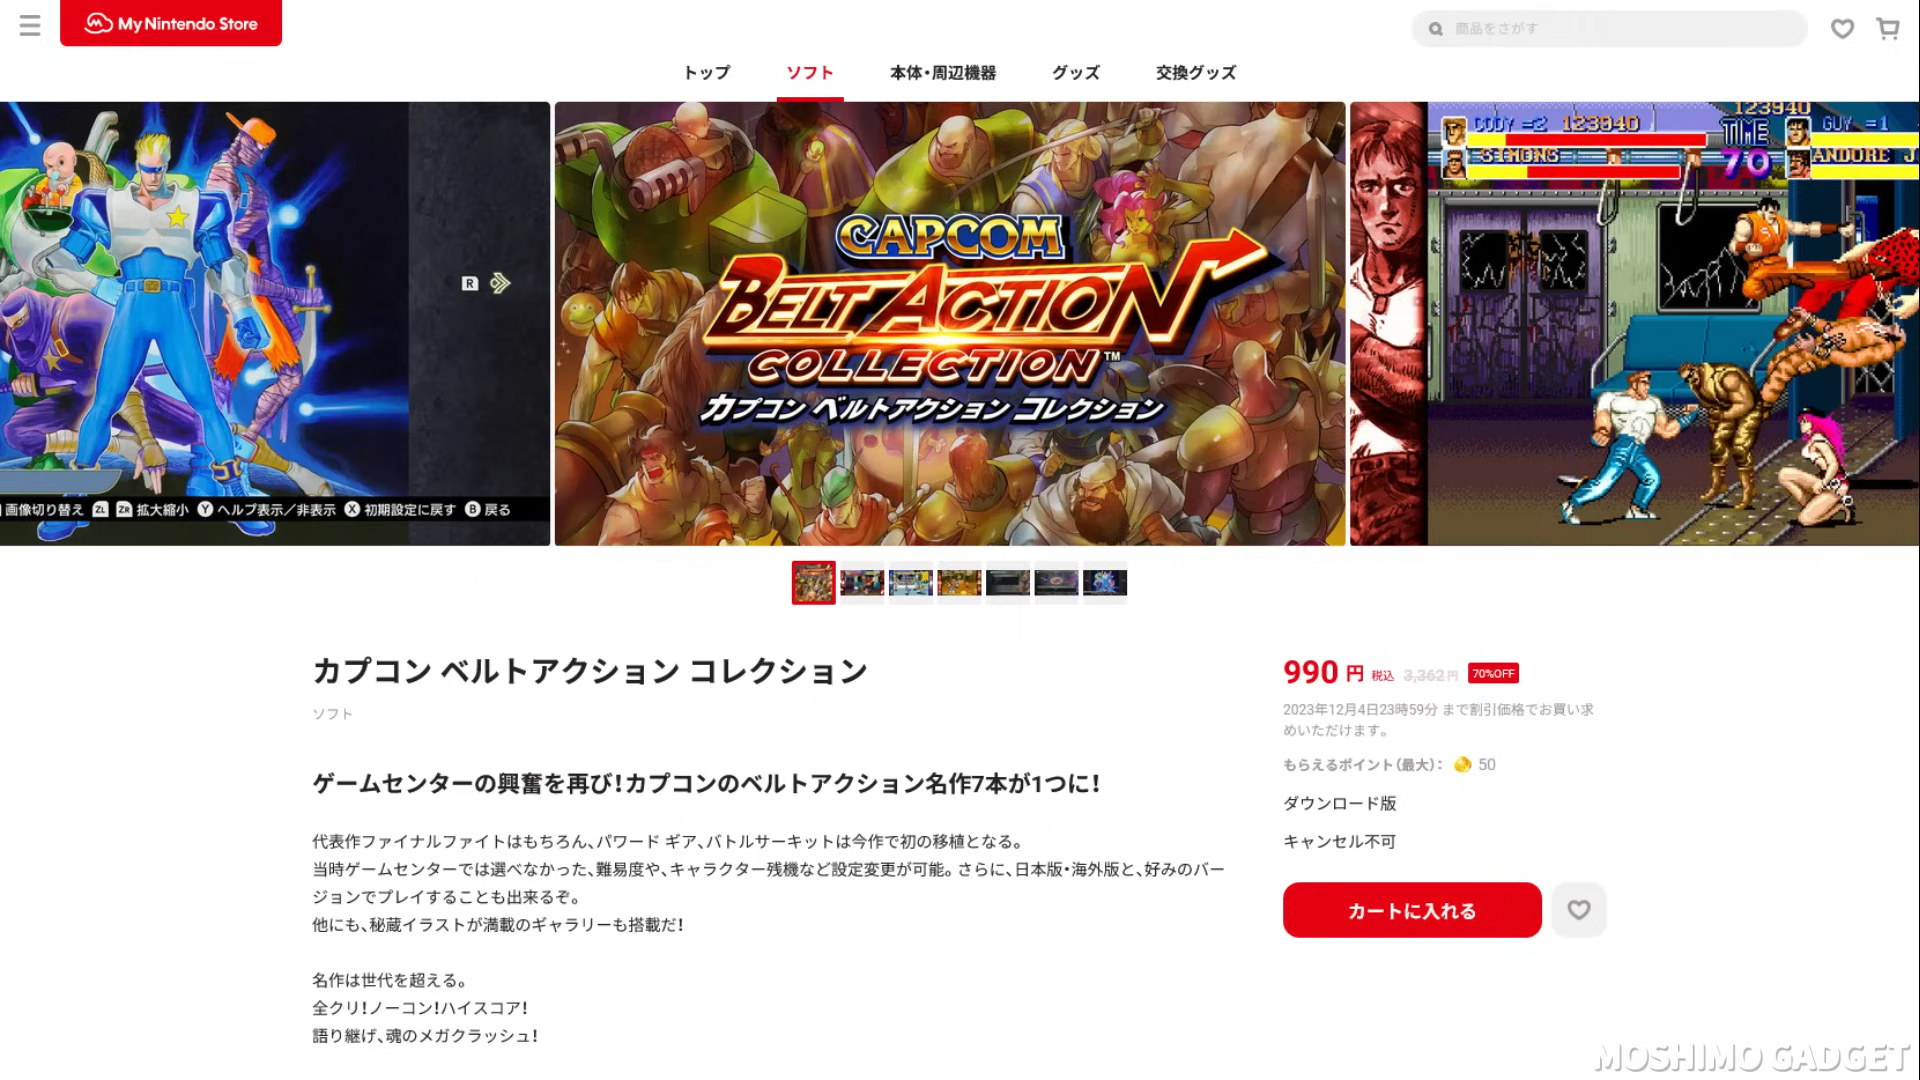 My Nintendo Store
商品をさがす
トップ
ソフト
本体・周辺機器
グッズ
交換グッズ
R
画像切り替え ZL ZR 拡大縮小 Y ヘルプ表示／非表示 X 初期設定に戻す B 戻る
CAPCOM
BELT ACTION
COLLECTION™
カプコン ベルトアクション コレクション
123940
CODY =2 123940
TIME
GUY =1
SIMONS
70
ANDORE J
カプコン ベルトアクション コレクション
ソフト
ゲームセンターの興奮を再び！カプコンのベルトアクション名作7本が1つに！
代表作ファイナルファイトはもちろん、パワード ギア、バトルサーキットは今作で初の移植となる。
当時ゲームセンターでは選べなかった、難易度や、キャラクター残機など設定変更が可能。さらに、日本版・海外版と、好みのバー
ジョンでプレイすることも出来るぞ。
他にも、秘蔵イラストが満載のギャラリーも搭載だ！
名作は世代を超える。
全クリ！ノーコン！ハイスコア！
語り継げ、魂のメガクラッシュ！
990 円 税込 3,362円 70%OFF
2023年12月4日23時59分 まで割引価格でお買い求
めいただけます。
もらえるポイント（最大）： 50
ダウンロード版
キャンセル不可
カートに入れる
MOSHIMO GADGET